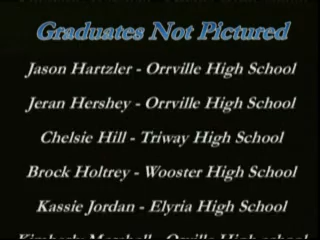 Graduates Not Pictured
Jason Hartzler - Orrville High School
Jeran Hershey - Orrville High School
Chelsie Hill - Triway High School
Brock Holtrey - Wooster High School
Kassie Jordan - Elyria High School